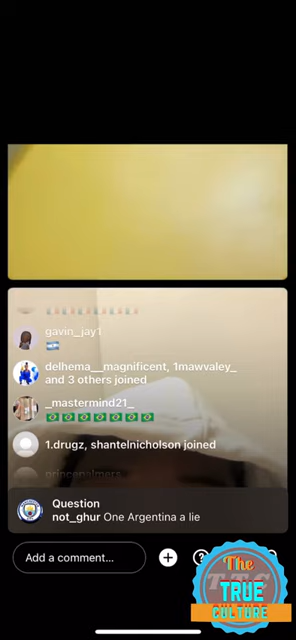 gavin_jay1
🇦🇷
delhema__magnificent, 1mawvaley_
and 3 others joined
_mastermind21_
🇧🇷🇧🇷🇧🇷🇧🇷🇧🇷🇧🇷🇧🇷
1.drugz, shantelnicholson joined
princepalmera
Question
not_ghur One Argentina a lie
Add a comment...
The
T.T.C
TRUE
CULTURE